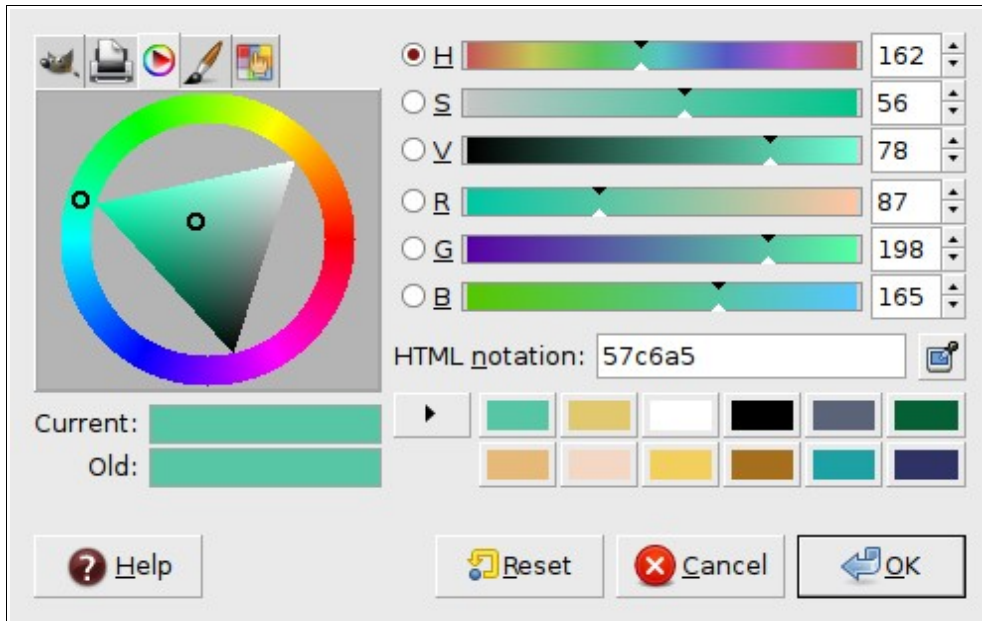 H 162
S 56
V 78
R 87
G 198
B 165
HTML notation: 57c6a5
Current:
Old:
Help Reset Cancel OK